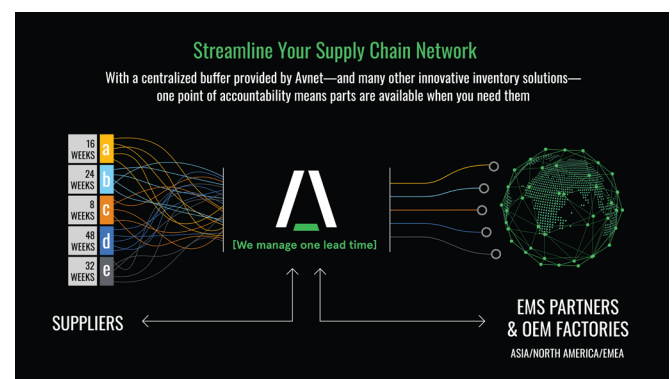 Streamline Your Supply Chain Network
With a centralized buffer provided by Avnet—and many other innovative inventory solutions—
one point of accountability means parts are available when you need them
16
WEEKS
a
24
WEEKS
b
8
WEEKS
c
48
WEEKS
d
32
WEEKS
e
[We manage one lead time]
SUPPLIERS
EMS PARTNERS
& OEM FACTORIES
ASIA/NORTH AMERICA/EMEA